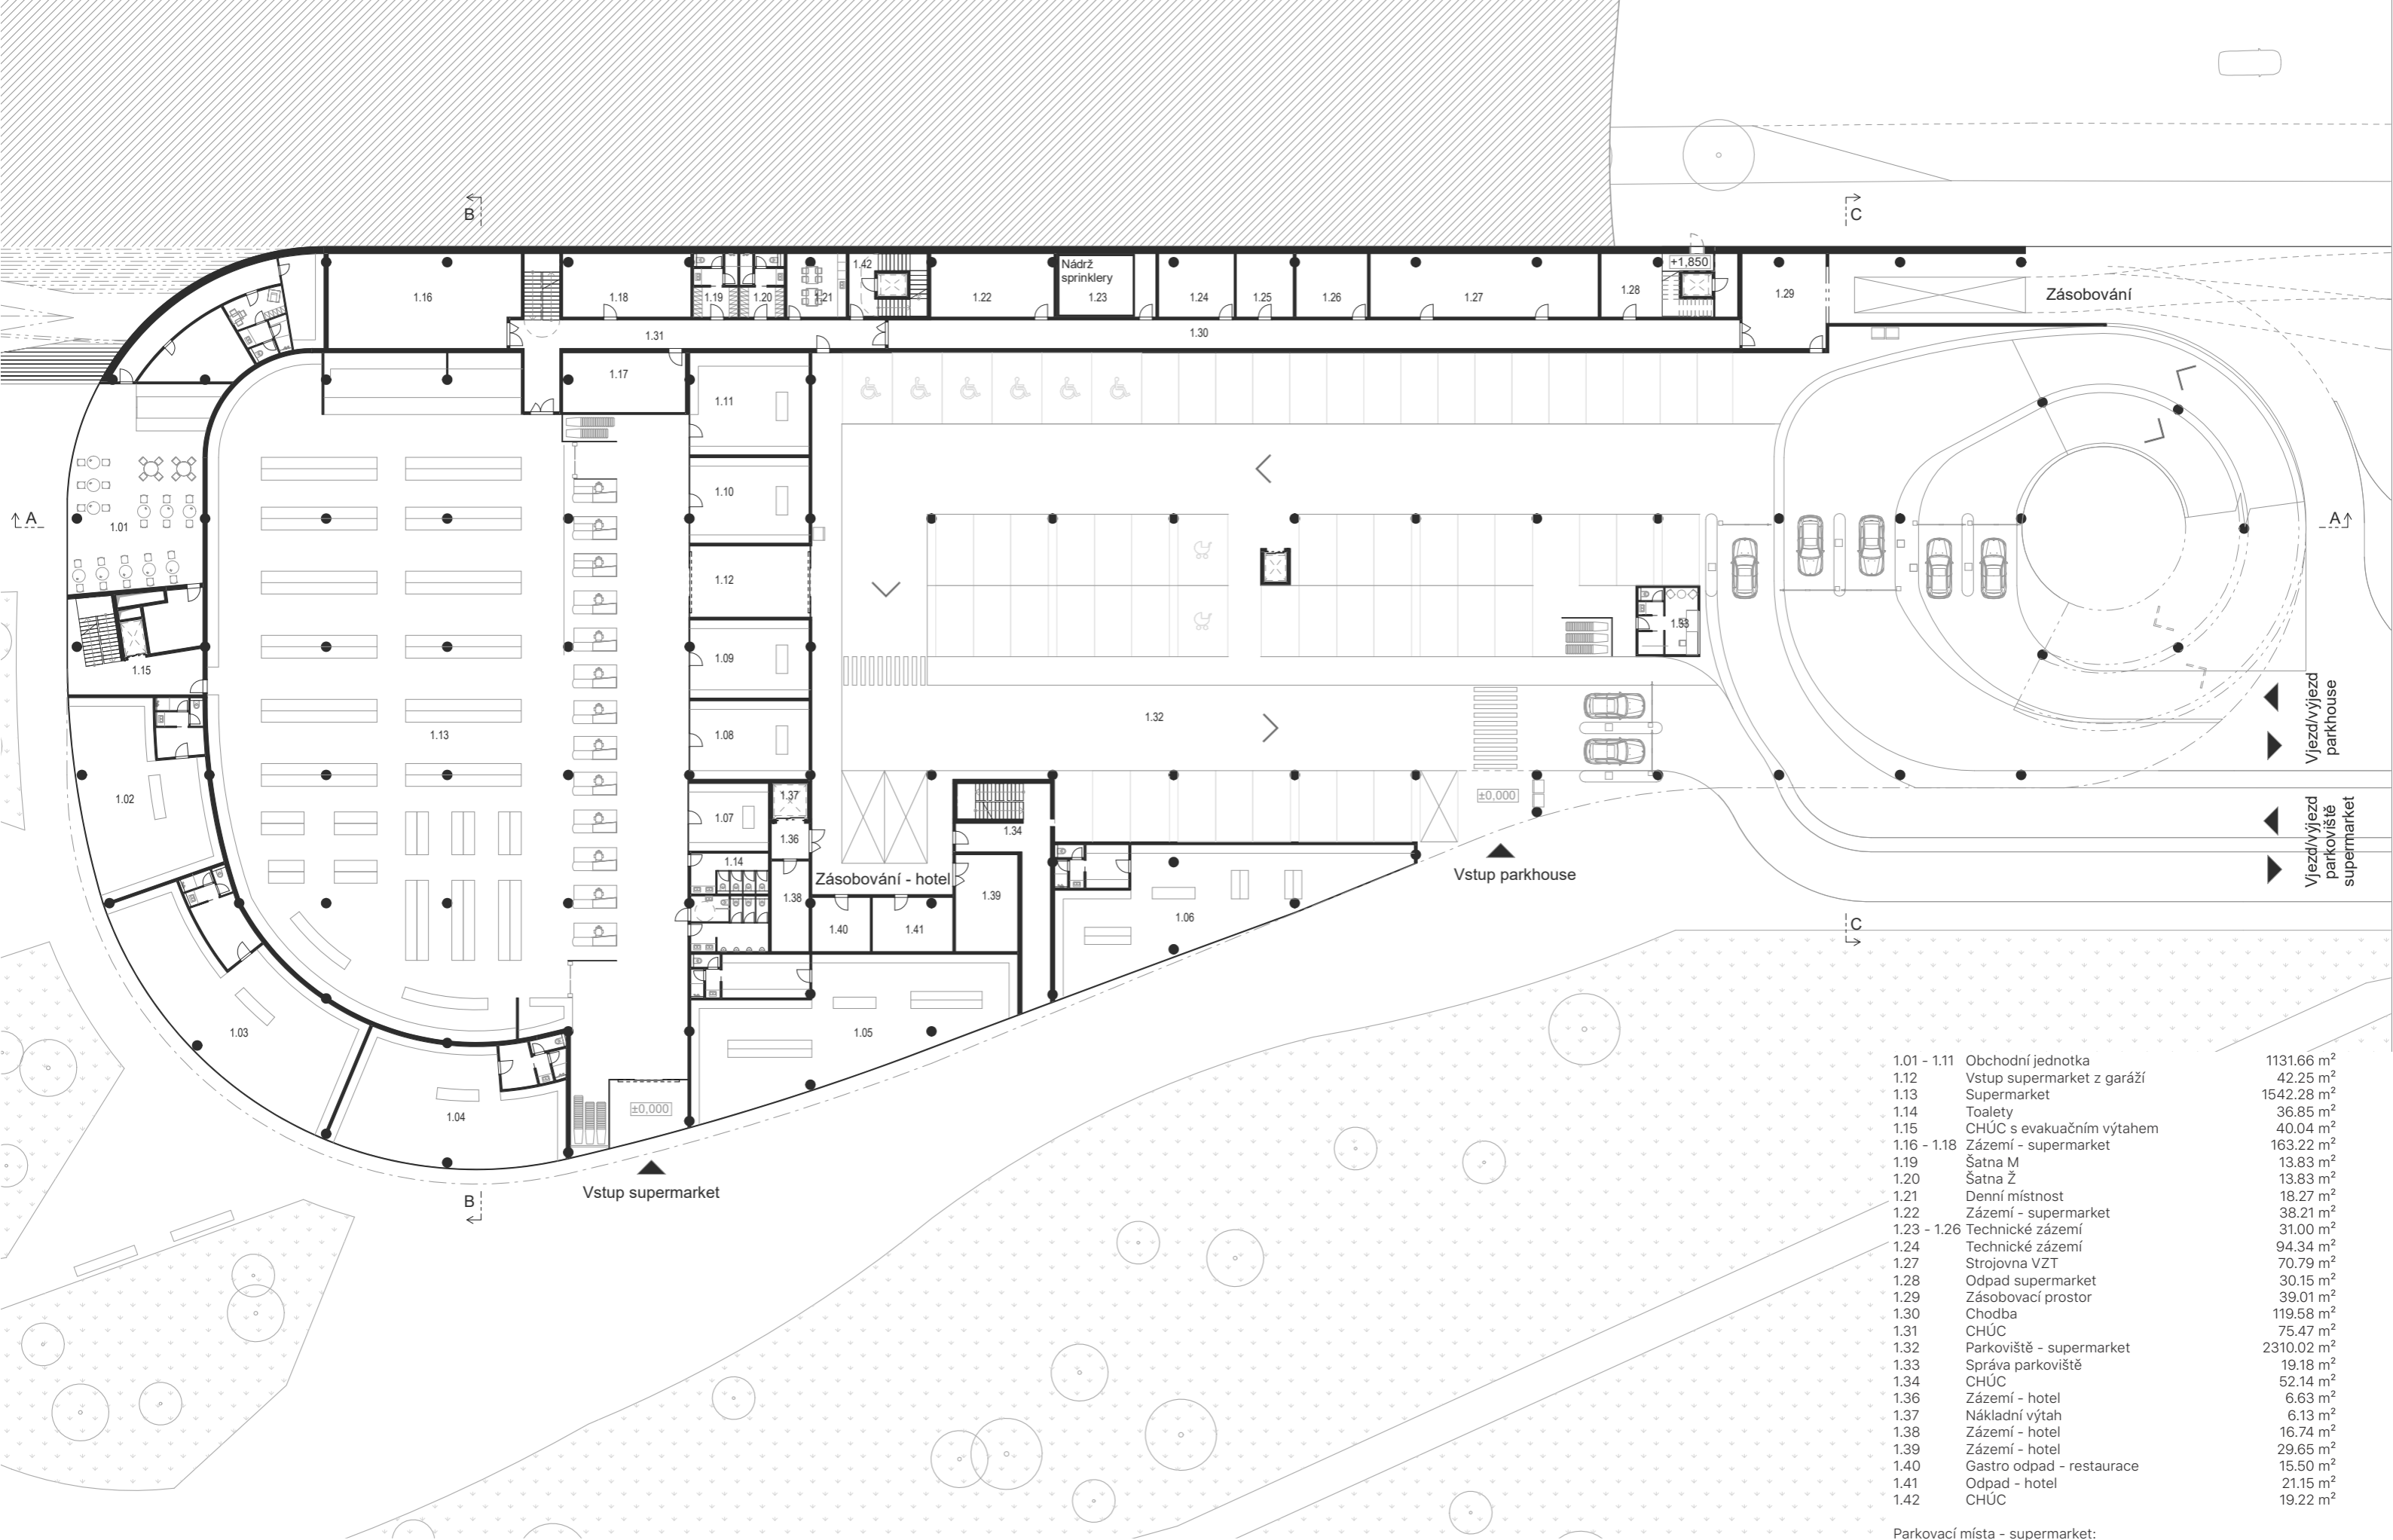 B
C
1.16
1.18
1.19
1.20
1.21
1.42
1.22
Nádrž
sprinklery
1.23
1.24
1.25
1.26
1.27
1.28
+1,850
1.29
Zásobování
1.31
1.30
1.17
1.11
1.10
A
1.01
A
1.12
1.15
1.09
1.33
1.13
1.08
1.32
Vjezd/výjezd
parkhouse
1.02
1.37
1.07
1.36
1.34
±0,000
Vjezd/výjezd
parkoviště
supermarket
1.14
Zásobování - hotel
Vstup parkhouse
1.38
1.39
1.40
1.41
1.06
C
1.03
1.05
1.04
±0,000
B
Vstup supermarket
1.01 - 1.11 Obchodní jednotka 1131.66 m²
1.12 Vstup supermarket z garáží 42.25 m²
1.13 Supermarket 1542.28 m²
1.14 Toalety 36.85 m²
1.15 CHÚC s evakuačním výtahem 40.04 m²
1.16 - 1.18 Zázemí - supermarket 163.22 m²
1.19 Šatna M 13.83 m²
1.20 Šatna Ž 13.83 m²
1.21 Denní místnost 18.27 m²
1.22 Zázemí - supermarket 38.21 m²
1.23 - 1.26 Technické zázemí 31.00 m²
1.24 Technické zázemí 94.34 m²
1.27 Strojovna VZT 70.79 m²
1.28 Odpad supermarket 30.15 m²
1.29 Zásobovací prostor 39.01 m²
1.30 Chodba 119.58 m²
1.31 CHÚC 75.47 m²
1.32 Parkoviště - supermarket 2310.02 m²
1.33 Správa parkoviště 19.18 m²
1.34 CHÚC 52.14 m²
1.36 Zázemí - hotel 6.63 m²
1.37 Nákladní výtah 6.13 m²
1.38 Zázemí - hotel 16.74 m²
1.39 Zázemí - hotel 29.65 m²
1.40 Gastro odpad - restaurace 15.50 m²
1.41 Odpad - hotel 21.15 m²
1.42 CHÚC 19.22 m²
Parkovací místa - supermarket: